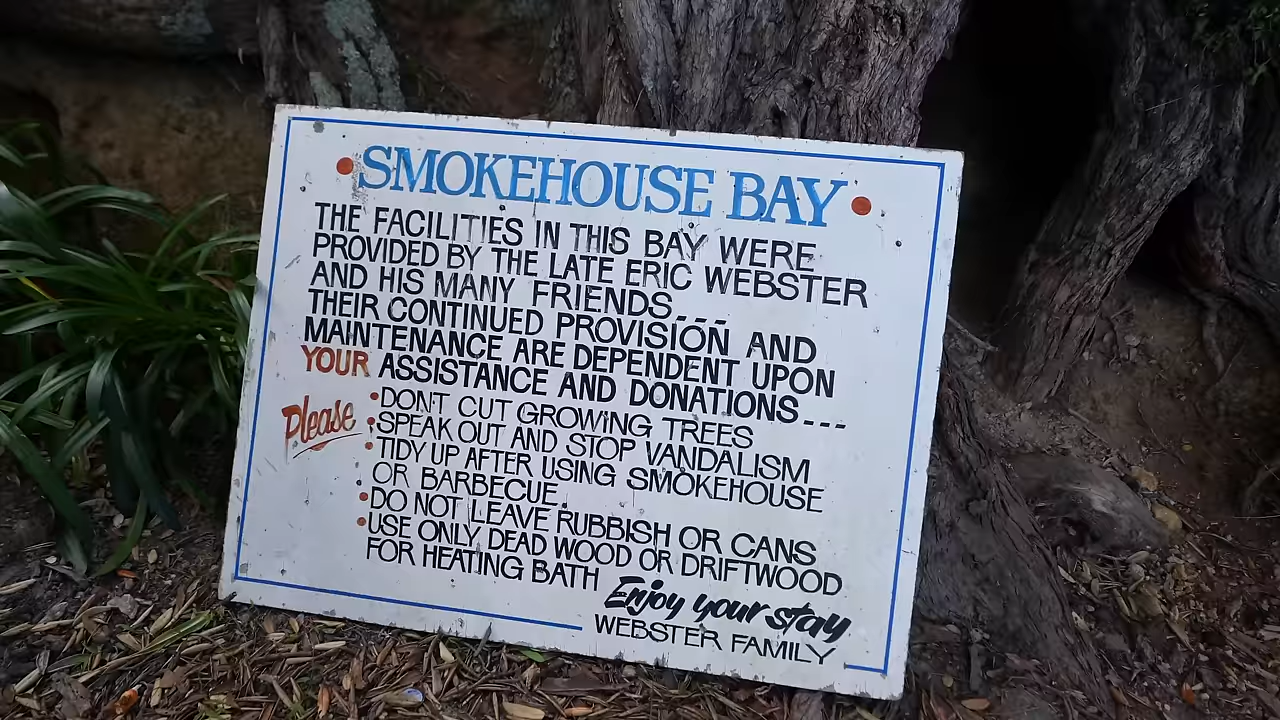 SMOKEHOUSE BAY
THE FACILITIES IN THIS BAY WERE
PROVIDED BY THE LATE ERIC WEBSTER
AND HIS MANY FRIENDS...
THEIR CONTINUED PROVISION AND
MAINTENANCE ARE DEPENDENT UPON
YOUR ASSISTANCE AND DONATIONS...
Please • DON'T CUT GROWING TREES
• SPEAK OUT AND STOP VANDALISM
• TIDY UP AFTER USING SMOKEHOUSE
OR BARBECUE.
• DO NOT LEAVE RUBBISH OR CANS
• USE ONLY, DEAD WOOD OR DRIFTWOOD
FOR HEATING BATH
Enjoy your stay
WEBSTER FAMILY